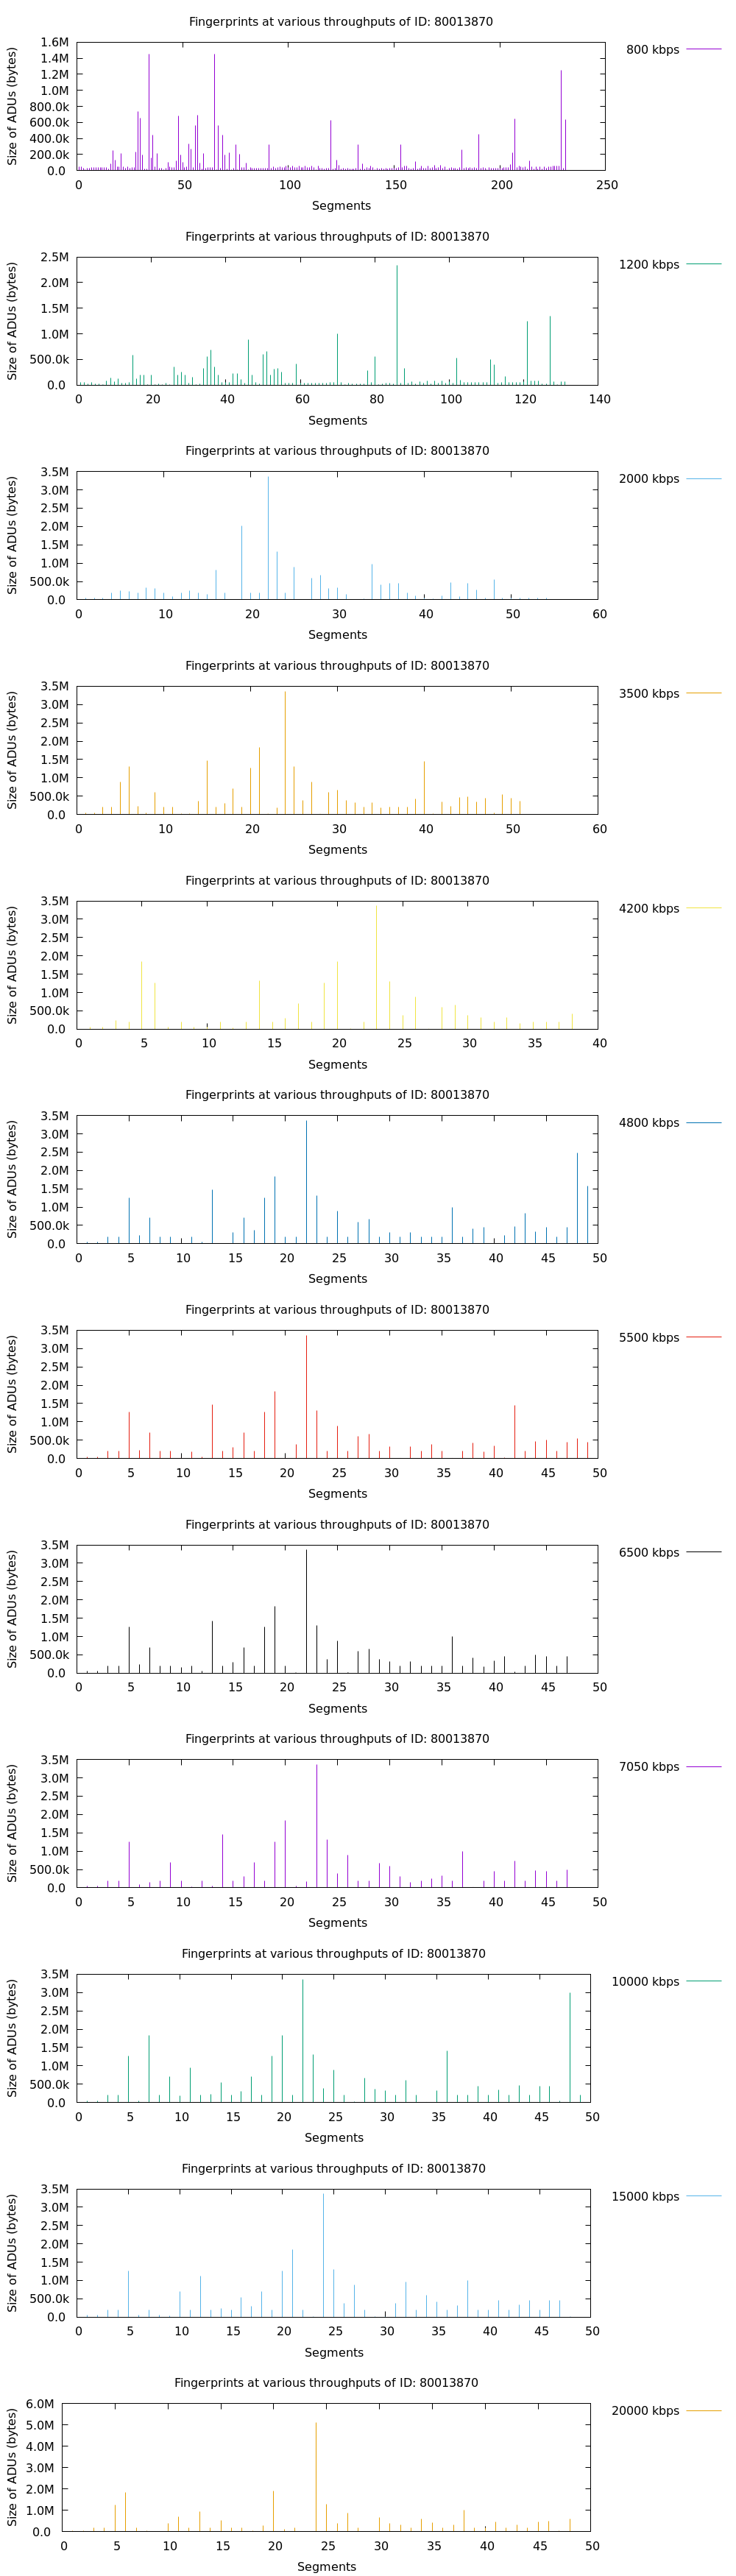 Fingerprints at various throughputs of ID: 80013870
1.6M
1.4M
1.2M
1.0M
800.0k
600.0k
400.0k
200.0k
0.0
Size of ADUs (bytes)
800 kbps
0 50 100 150 200 250
Segments
Fingerprints at various throughputs of ID: 80013870
2.5M
2.0M
1.5M
1.0M
500.0k
0.0
Size of ADUs (bytes)
1200 kbps
0 20 40 60 80 100 120 140
Segments
Fingerprints at various throughputs of ID: 80013870
3.5M
3.0M
2.5M
2.0M
1.5M
1.0M
500.0k
0.0
Size of ADUs (bytes)
2000 kbps
0 10 20 30 40 50 60
Segments
Fingerprints at various throughputs of ID: 80013870
3.5M
3.0M
2.5M
2.0M
1.5M
1.0M
500.0k
0.0
Size of ADUs (bytes)
3500 kbps
0 10 20 30 40 50 60
Segments
Fingerprints at various throughputs of ID: 80013870
3.5M
3.0M
2.5M
2.0M
1.5M
1.0M
500.0k
0.0
Size of ADUs (bytes)
4200 kbps
0 5 10 15 20 25 30 35 40
Segments
Fingerprints at various throughputs of ID: 80013870
3.5M
3.0M
2.5M
2.0M
1.5M
1.0M
500.0k
0.0
Size of ADUs (bytes)
4800 kbps
0 5 10 15 20 25 30 35 40 45 50
Segments
Fingerprints at various throughputs of ID: 80013870
3.5M
3.0M
2.5M
2.0M
1.5M
1.0M
500.0k
0.0
Size of ADUs (bytes)
5500 kbps
0 5 10 15 20 25 30 35 40 45 50
Segments
Fingerprints at various throughputs of ID: 80013870
3.5M
3.0M
2.5M
2.0M
1.5M
1.0M
500.0k
0.0
Size of ADUs (bytes)
6500 kbps
0 5 10 15 20 25 30 35 40 45 50
Segments
Fingerprints at various throughputs of ID: 80013870
3.5M
3.0M
2.5M
2.0M
1.5M
1.0M
500.0k
0.0
Size of ADUs (bytes)
7050 kbps
0 5 10 15 20 25 30 35 40 45 50
Segments
Fingerprints at various throughputs of ID: 80013870
3.5M
3.0M
2.5M
2.0M
1.5M
1.0M
500.0k
0.0
Size of ADUs (bytes)
10000 kbps
0 5 10 15 20 25 30 35 40 45 50
Segments
Fingerprints at various throughputs of ID: 80013870
3.5M
3.0M
2.5M
2.0M
1.5M
1.0M
500.0k
0.0
Size of ADUs (bytes)
15000 kbps
0 5 10 15 20 25 30 35 40 45 50
Segments
Fingerprints at various throughputs of ID: 80013870
6.0M
5.0M
4.0M
3.0M
2.0M
1.0M
0.0
Size of ADUs (bytes)
20000 kbps
0 5 10 15 20 25 30 35 40 45 50
Segments